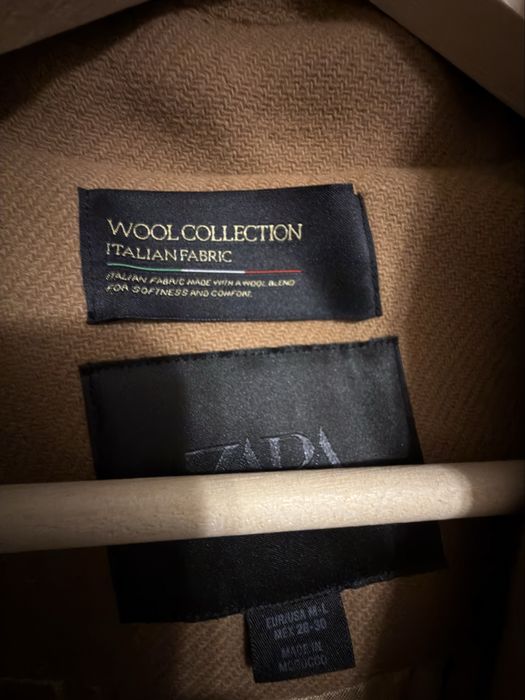 WOOL COLLECTION
ITALIAN FABRIC
ITALIAN FABRIC MADE WITH A WOOL BLEND
FOR SOFTNESS AND COMFORT.
ZARA
EUR/USA M-L
MEX 28-30
MADE IN
MOROCCO